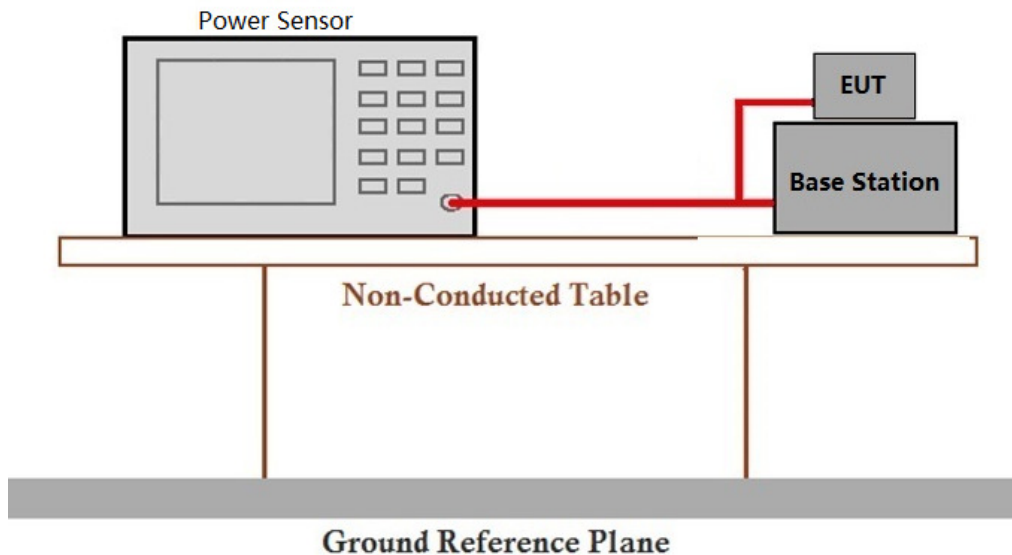 Power Sensor
EUT
Base Station
Non-Conducted Table
Ground Reference Plane